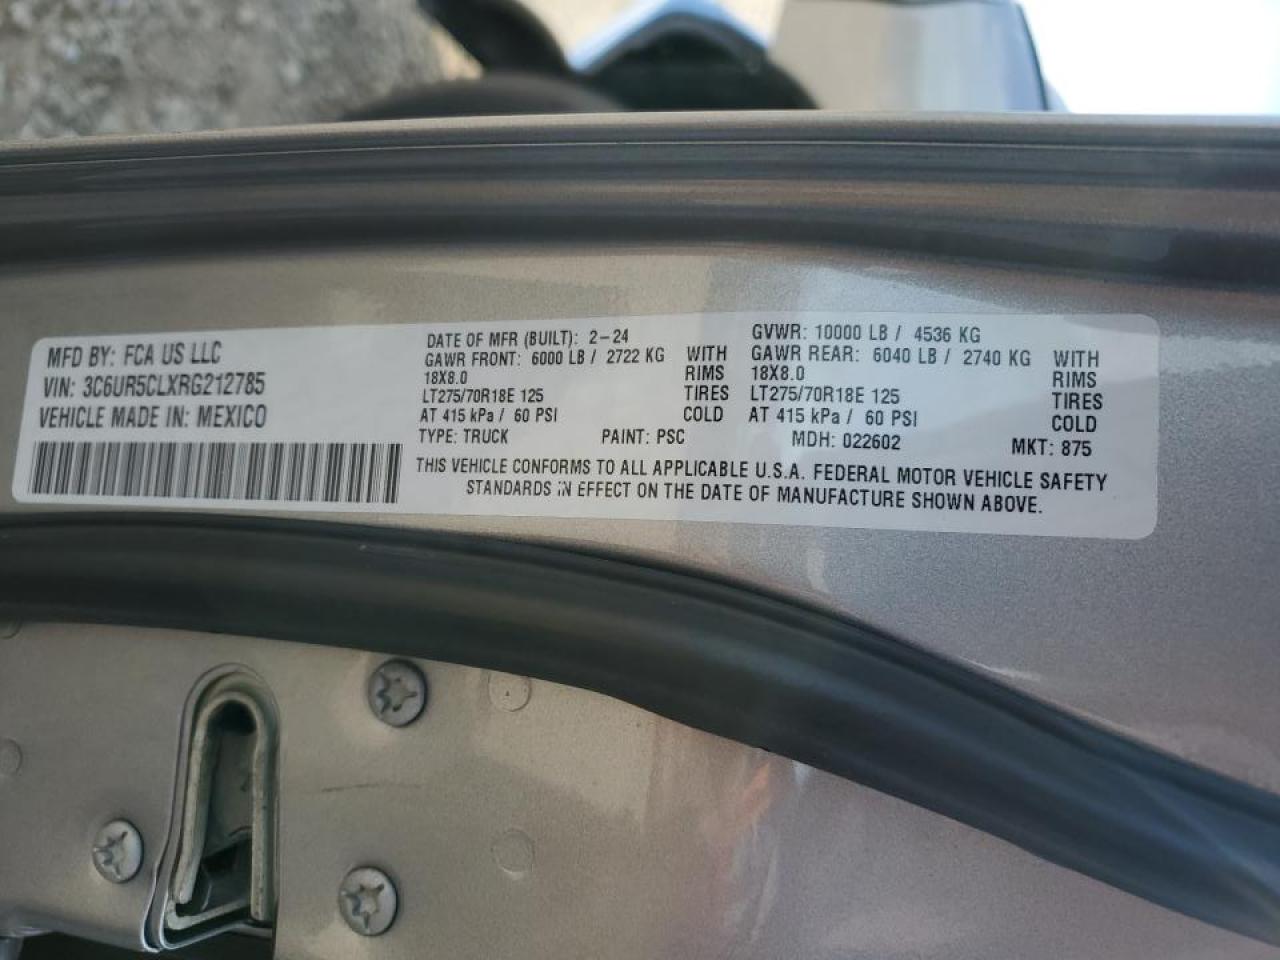 MFD BY: FCA US LLC
VIN: 3C6UR5CLXRG212785
VEHICLE MADE IN: MEXICO
DATE OF MFR (BUILT): 2-24
GAWR FRONT: 6000 LB / 2722 KG WITH
18X8.0 RIMS
LT275/70R18E 125 TIRES
AT 415 kPa / 60 PSI COLD
TYPE: TRUCK PAINT: PSC
GVWR: 10000 LB / 4536 KG
GAWR REAR: 6040 LB / 2740 KG WITH
18X8.0 RIMS
LT275/70R18E 125 TIRES
AT 415 kPa / 60 PSI COLD
MDH: 022602 MKT: 875
THIS VEHICLE CONFORMS TO ALL APPLICABLE U.S.A. FEDERAL MOTOR VEHICLE SAFETY
STANDARDS IN EFFECT ON THE DATE OF MANUFACTURE SHOWN ABOVE.